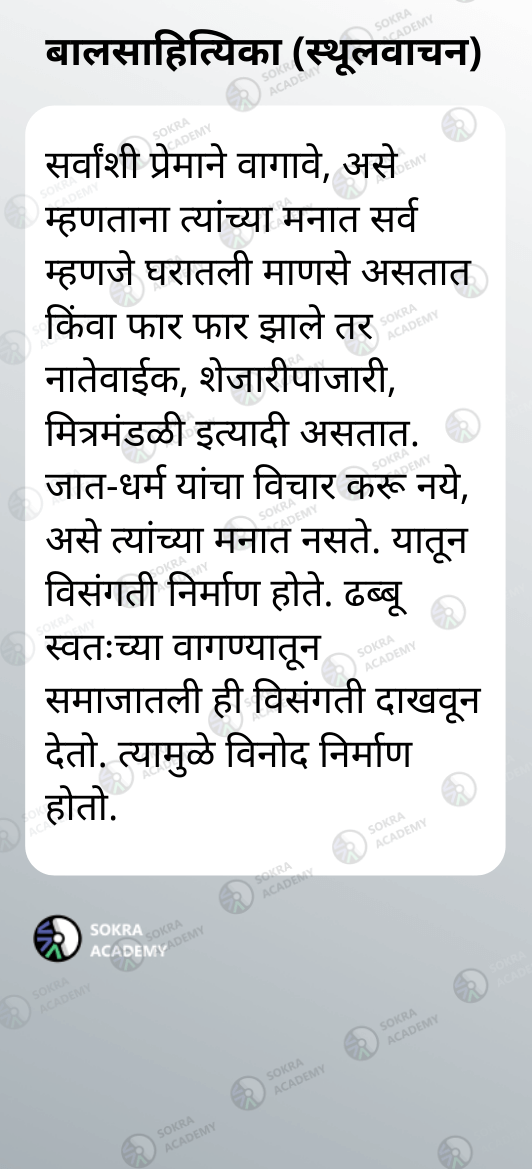 बालसाहित्यिका (स्थूलवाचन)
सर्वांशी प्रेमाने वागावे, असे
म्हणताना त्यांच्या मनात सर्व
म्हणजे घरातली माणसे असतात
किंवा फार फार झाले तर
नातेवाईक, शेजारीपाजारी,
मित्रमंडळी इत्यादी असतात.
जात-धर्म यांचा विचार करू नये,
असे त्यांच्या मनात नसते. यातून
विसंगती निर्माण होते. ढब्बू
स्वतःच्या वागण्यातून
समाजातली ही विसंगती दाखवून
देतो. त्यामुळे विनोद निर्माण
होतो.
SOKRA
ACADEMY